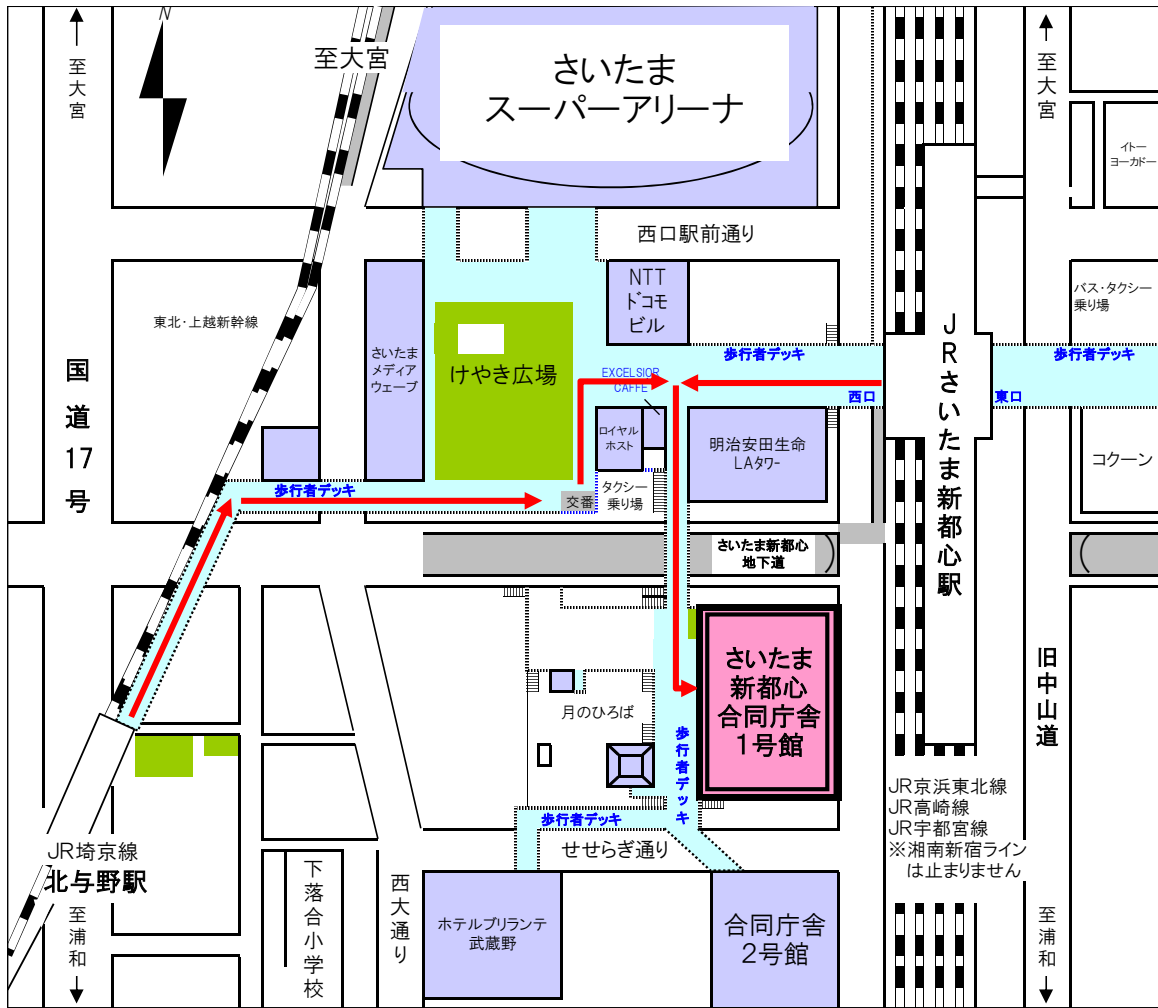 N
至大宮
至大宮
至大宮
さいたま
スーパーアリーナ
イトー
ヨーカドー
西口駅前通り
NTT
ドコモ
ビル
バス・タクシー
乗り場
東北・上越新幹線
さいたま
メディア
ウェーブ
けやき広場
歩行者デッキ
歩行者デッキ
EXCELSIOR
CAFFE
西口
東口
JRさいたま新都心駅
国道17号
ロイヤル
ホスト
明治安田生命
LAタワー
コクーン
歩行者デッキ
交番
タクシー
乗り場
さいたま新都心
地下道
さいたま
新都心
合同庁舎
1号館
旧中山道
月のひろば
歩行者デッキ
歩行者デッキ
せせらぎ通り
JR京浜東北線
JR高崎線
JR宇都宮線
※湘南新宿ライン
は止まりません
JR埼京線
北与野駅
至浦和
下落合小学校
西大通り
ホテルブリランテ
武蔵野
合同庁舎
2号館
至浦和